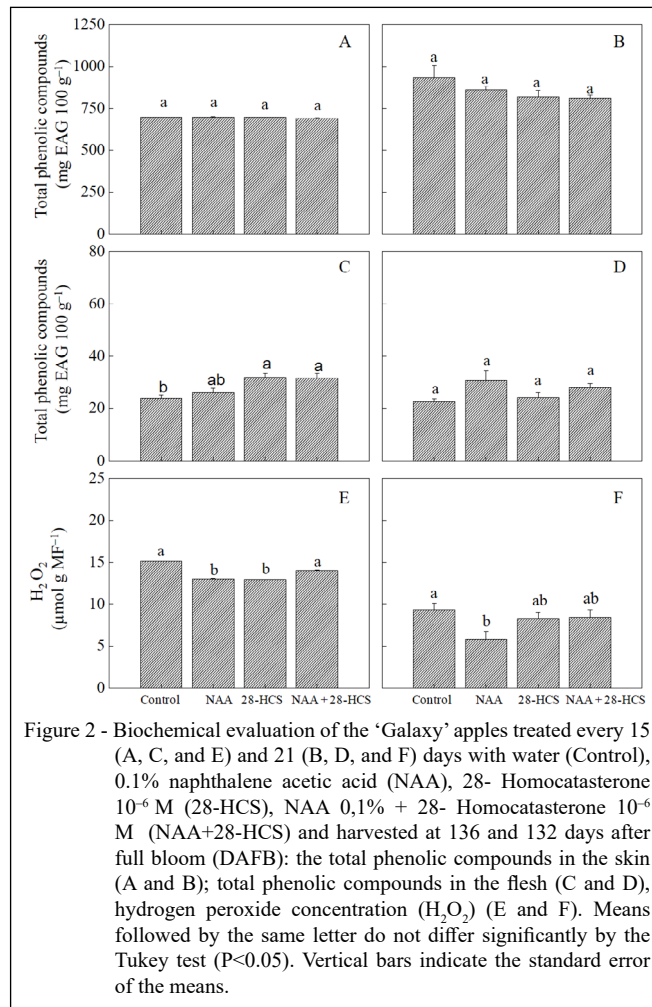 Total phenolic compounds
(mg EAG 100 g⁻¹)
1250
1000
750
500
250
0
A
a a a a
B
a a a a
Total phenolic compounds
(mg EAG 100 g⁻¹)
80
60
40
20
0
C
b ab a a
D
a a a a
H₂O₂
(µmol g MF⁻¹)
25
20
15
10
5
0
E
a b b a
F
a b ab ab
Control NAA 28-HCS NAA + 28-HCS Control NAA 28-HCS NAA + 28-HCS
Figure 2 - Biochemical evaluation of the ‘Galaxy’ apples treated every 15
(A, C, and E) and 21 (B, D, and F) days with water (Control),
0.1% naphthalene acetic acid (NAA), 28- Homocatasterone
10⁻⁶ M (28-HCS), NAA 0,1% + 28- Homocatasterone 10⁻⁶
M (NAA+28-HCS) and harvested at 136 and 132 days after
full bloom (DAFB): the total phenolic compounds in the skin
(A and B); total phenolic compounds in the flesh (C and D),
hydrogen peroxide concentration (H₂O₂) (E and F). Means
followed by the same letter do not differ significantly by the
Tukey test (P<0.05). Vertical bars indicate the standard error
of the means.